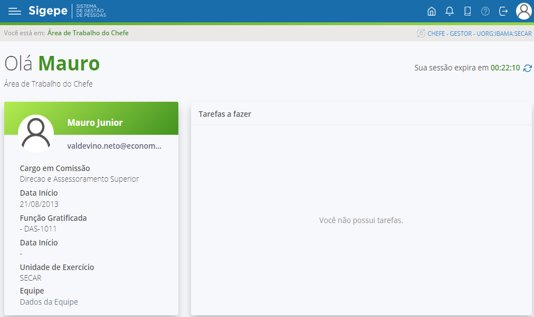 Sigepe SISTEMA DE GESTÃO DE PESSOAS
Você está em: Área de Trabalho do Chefe
CHEFE - GESTOR - UORG:IBAMA:SECAR
Olá Mauro
Sua sessão expira em 00:22:10
Área de Trabalho do Chefe
Mauro Junior
valdevino.neto@econom...
Cargo em Comissão
Direcao e Assessoramento Superior
Data Início
21/08/2013
Função Gratificada
- DAS-1011
Data Início
-
Unidade de Exercício
SECAR
Equipe
Dados da Equipe
Tarefas a fazer
Você não possui tarefas.